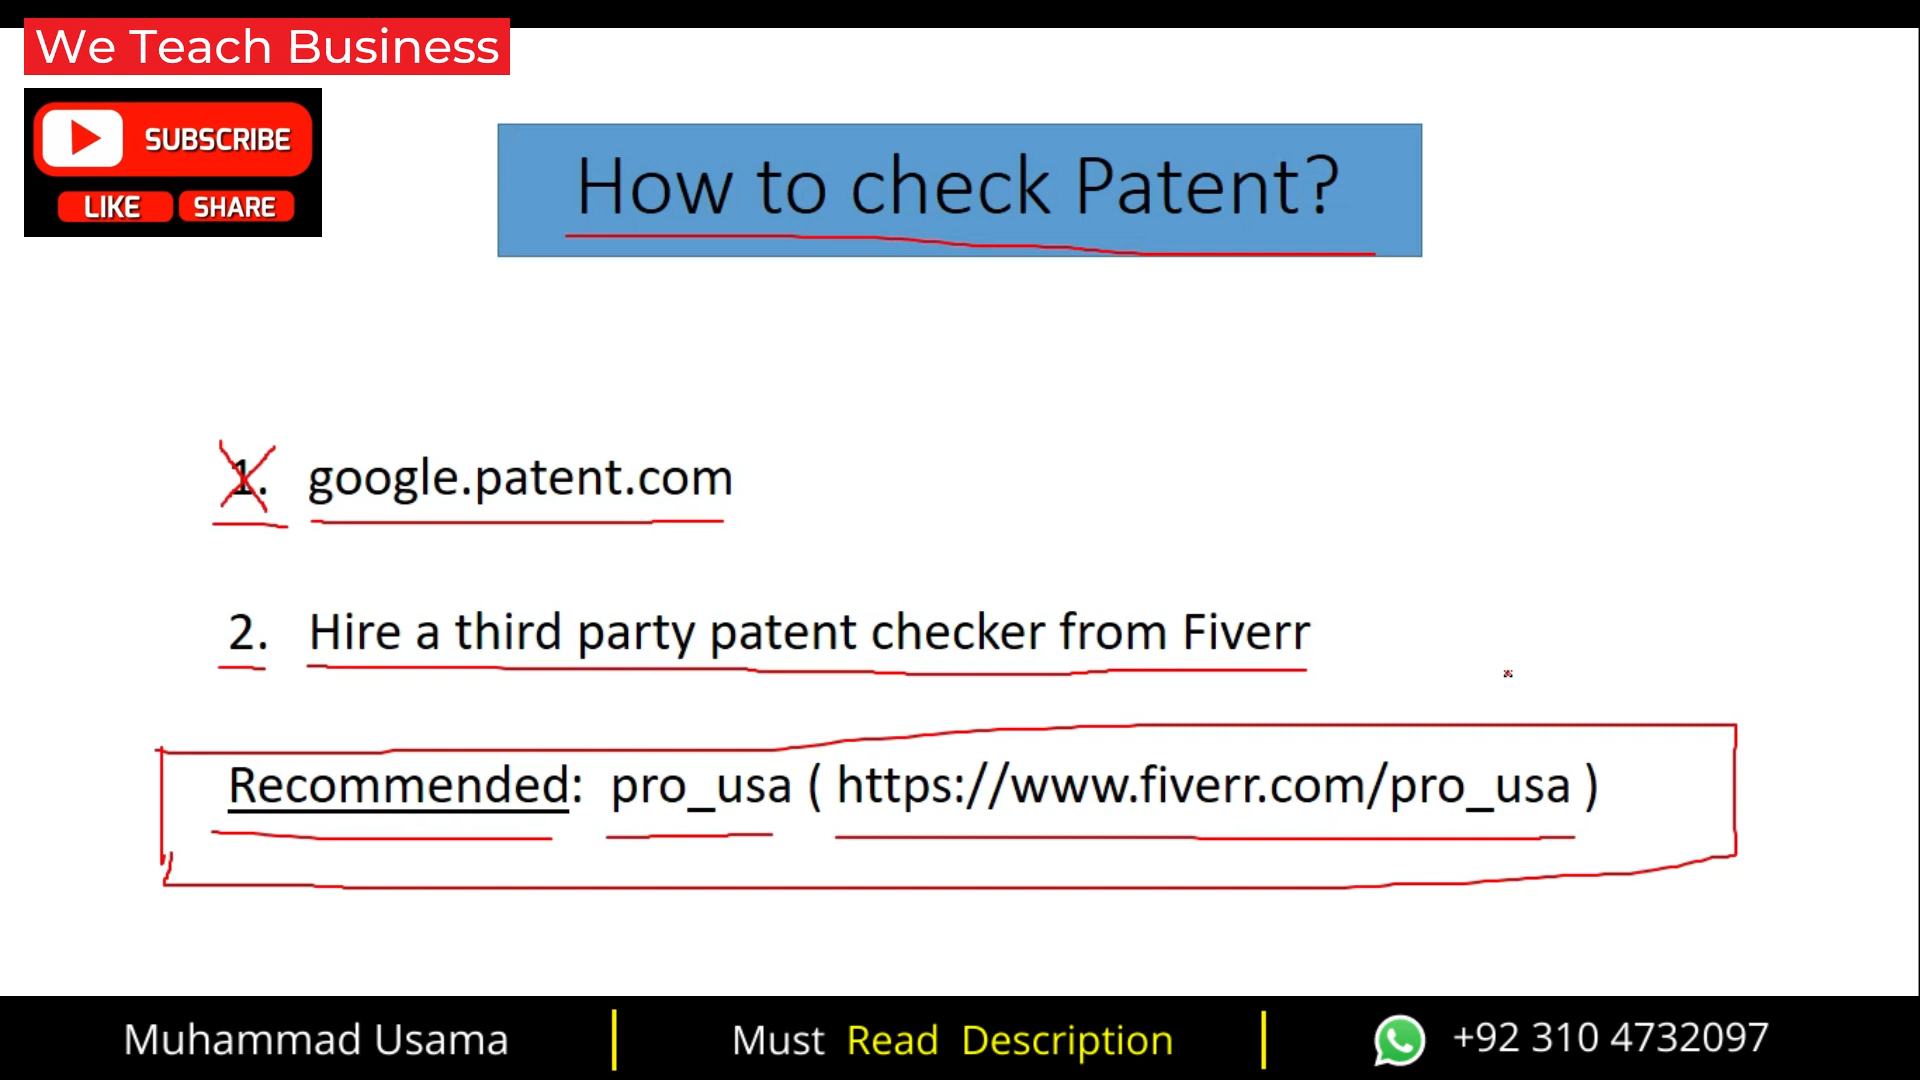 We Teach Business
SUBSCRIBE
LIKE SHARE
How to check Patent?
1. google.patent.com
2. Hire a third party patent checker from Fiverr
Recommended: pro_usa ( https://www.fiverr.com/pro_usa )
Muhammad Usama | Must Read Description | +92 310 4732097